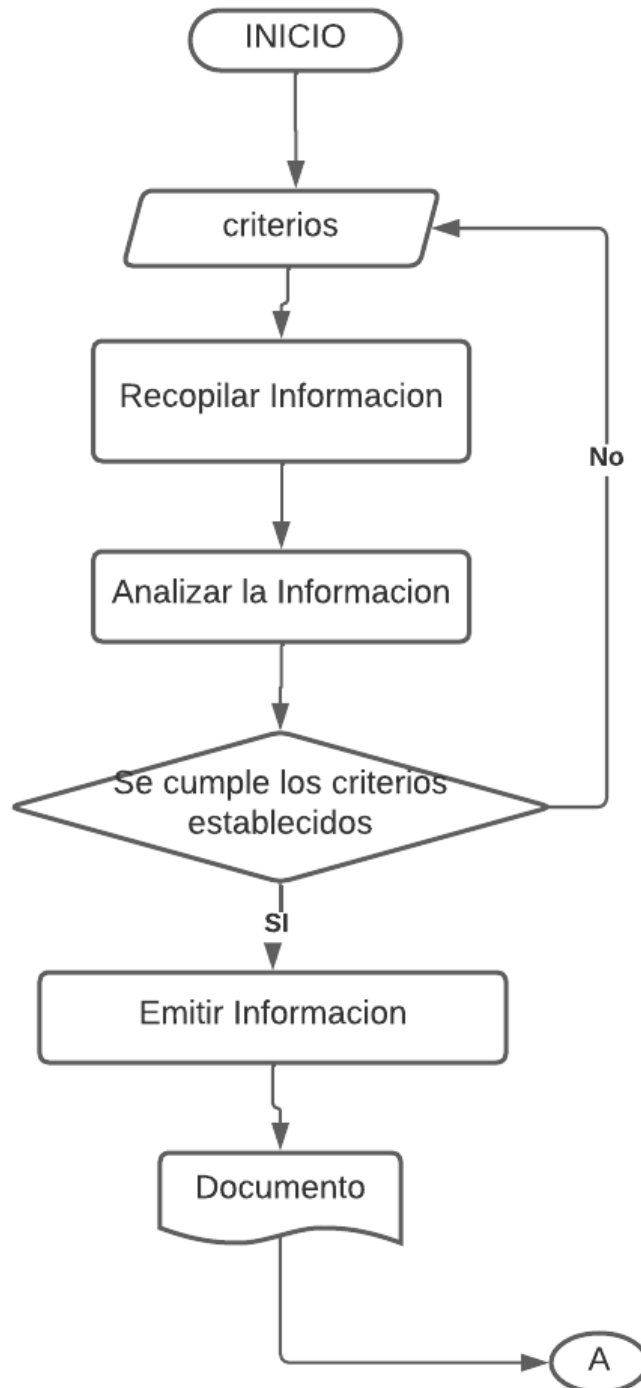 INICIO
criterios
Recopilar Informacion
No
Analizar la Informacion
Se cumple los criterios
establecidos
SI
Emitir Informacion
Documento
A